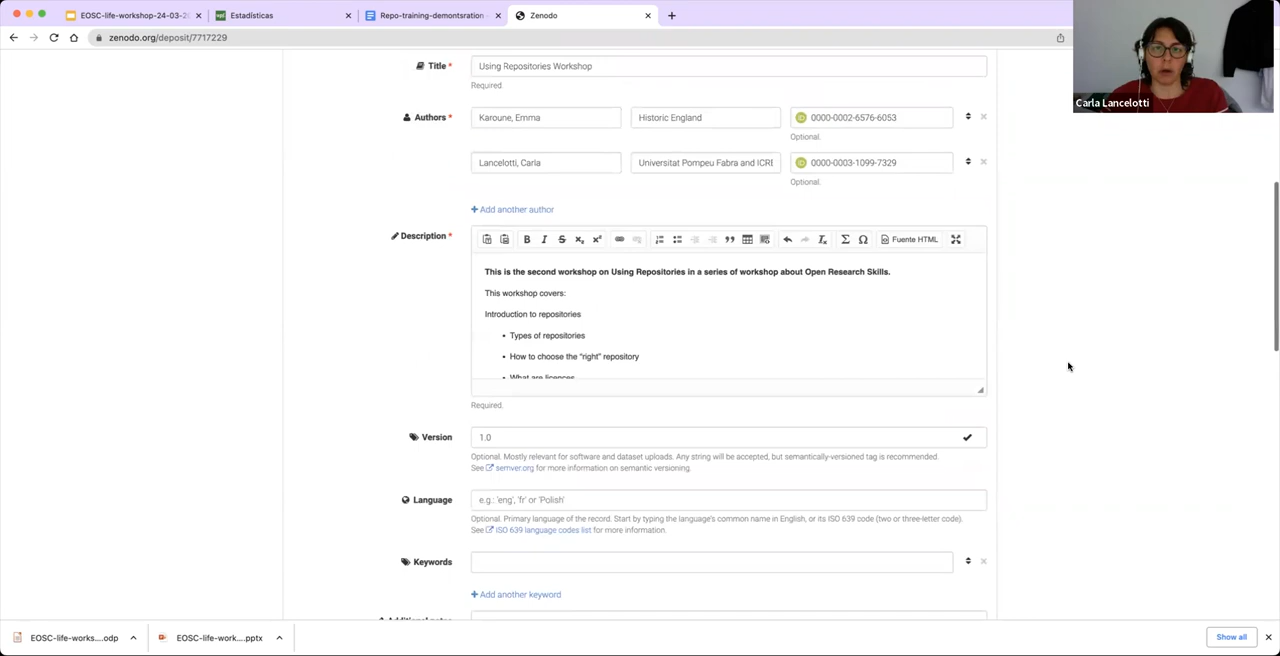 EOSC-life-workshop-24-03-2
Estadísticas
Repo-training-demontsration
Zenodo
zenodo.org/deposit/7717229
Carla Lancelotti
Title *
Using Repositories Workshop
Required
Authors *
Karoune, Emma
Historic England
0000-0002-6576-6053
Optional.
Lancelotti, Carla
Universitat Pompeu Fabra and ICRE
0000-0003-1099-7329
Optional.
+ Add another author
Description *
Fuente HTML
This is the second workshop on Using Repositories in a series of workshop about Open Research Skills.
This workshop covers:
Introduction to repositories
• Types of repositories
• How to choose the "right" repository
• What are licences
Required.
Version
1.0
Optional. Mostly relevant for software and dataset uploads. Any string will be accepted, but semantically-versioned tag is recommended.
See semver.org for more information on semantic versioning.
Language
e.g.: 'eng', 'fr' or 'Polish'
Optional. Primary language of the record. Start by typing the language's common name in English, or its ISO 639 code (two or three-letter code).
See ISO 639 language codes list for more information.
Keywords
+ Add another keyword
Additional notes
EOSC-life-works....odp
EOSC-life-work....pptx
Show all